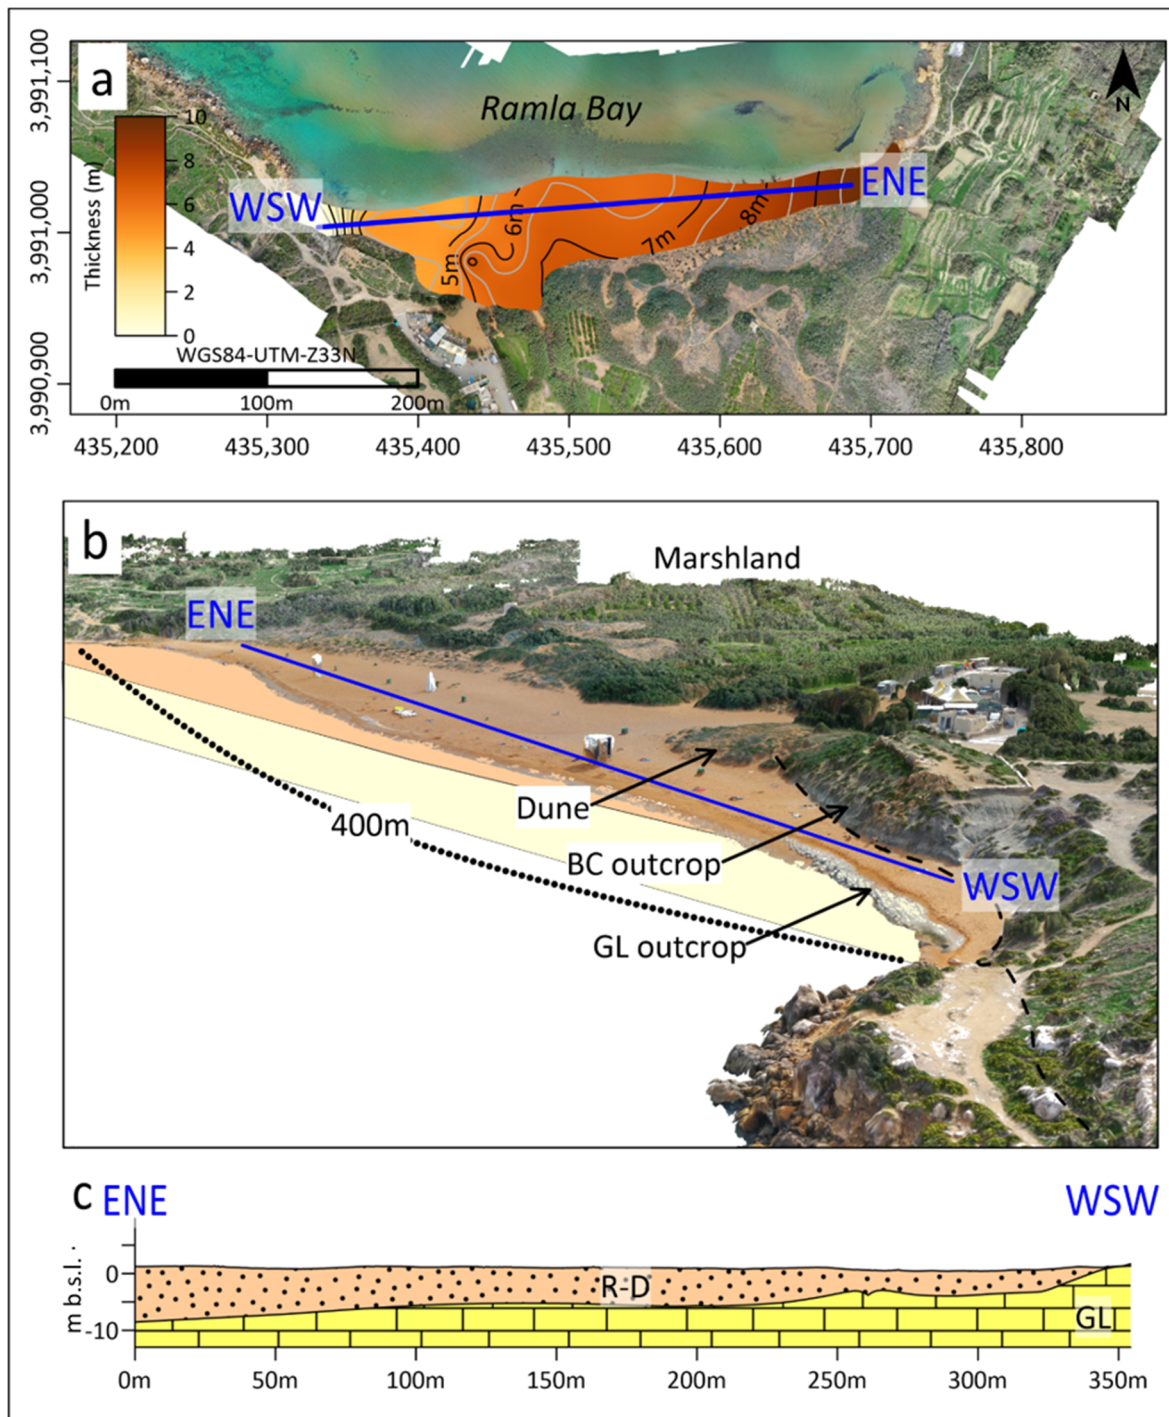 a
Ramla Bay
N
3,991,100
3,991,000
3,990,900
Thickness (m)
10
8
6
4
2
0
WSW
ENE
5m
6m
7m
8m
WGS84-UTM-Z33N
0m 100m 200m
435,200 435,300 435,400 435,500 435,600 435,700 435,800
b
Marshland
ENE
400m
Dune
BC outcrop
WSW
GL outcrop
c
ENE
WSW
m b.s.l.
0
-10
R-D
GL
0m 50m 100m 150m 200m 250m 300m 350m